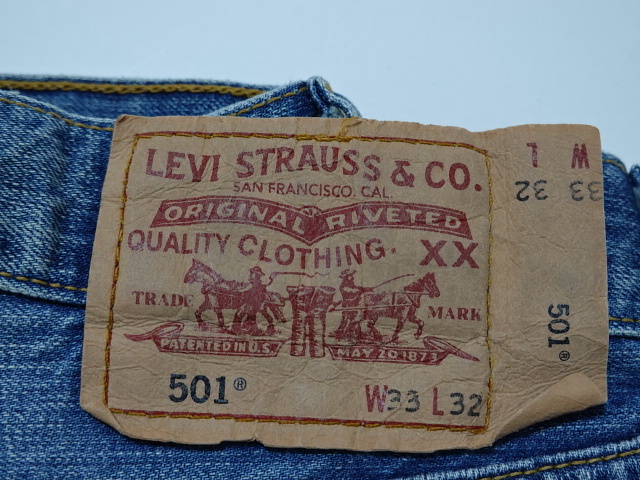 LEVI STRAUSS & CO.
SAN FRANCISCO, CAL.
ORIGINAL RIVETED
QUALITY CLOTHING. XX
TRADE MARK
PATENTED IN U.S. MAY 20 1873
501® W33 L32
W L
33 32
501®